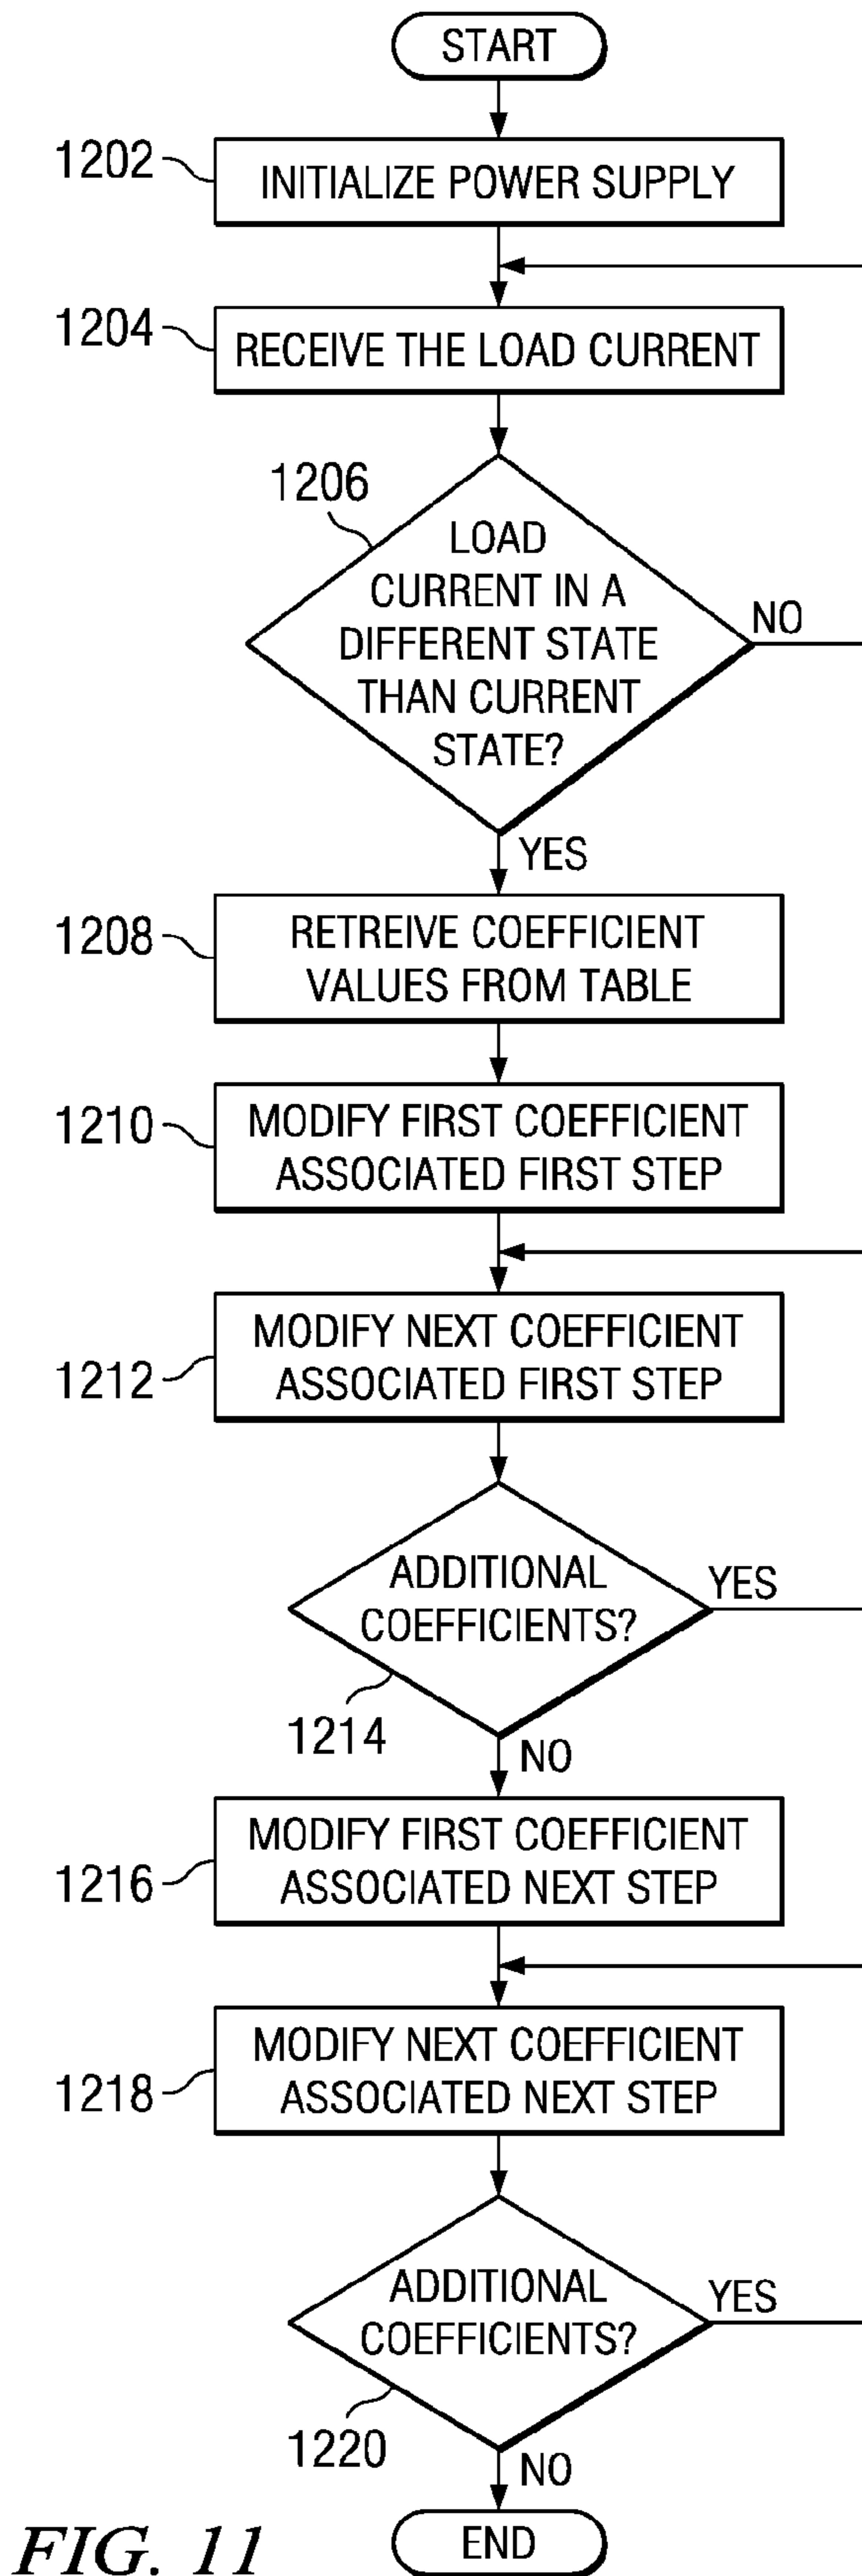 START
1202
INITIALIZE POWER SUPPLY
1204
RECEIVE THE LOAD CURRENT
1206
LOAD
CURRENT IN A
DIFFERENT STATE
THAN CURRENT
STATE?
NO
YES
1208
RETREIVE COEFFICIENT
VALUES FROM TABLE
1210
MODIFY FIRST COEFFICIENT
ASSOCIATED FIRST STEP
1212
MODIFY NEXT COEFFICIENT
ASSOCIATED FIRST STEP
ADDITIONAL
COEFFICIENTS?
YES
1214
NO
1216
MODIFY FIRST COEFFICIENT
ASSOCIATED NEXT STEP
1218
MODIFY NEXT COEFFICIENT
ASSOCIATED NEXT STEP
ADDITIONAL
COEFFICIENTS?
YES
1220
NO
END
FIG. 11